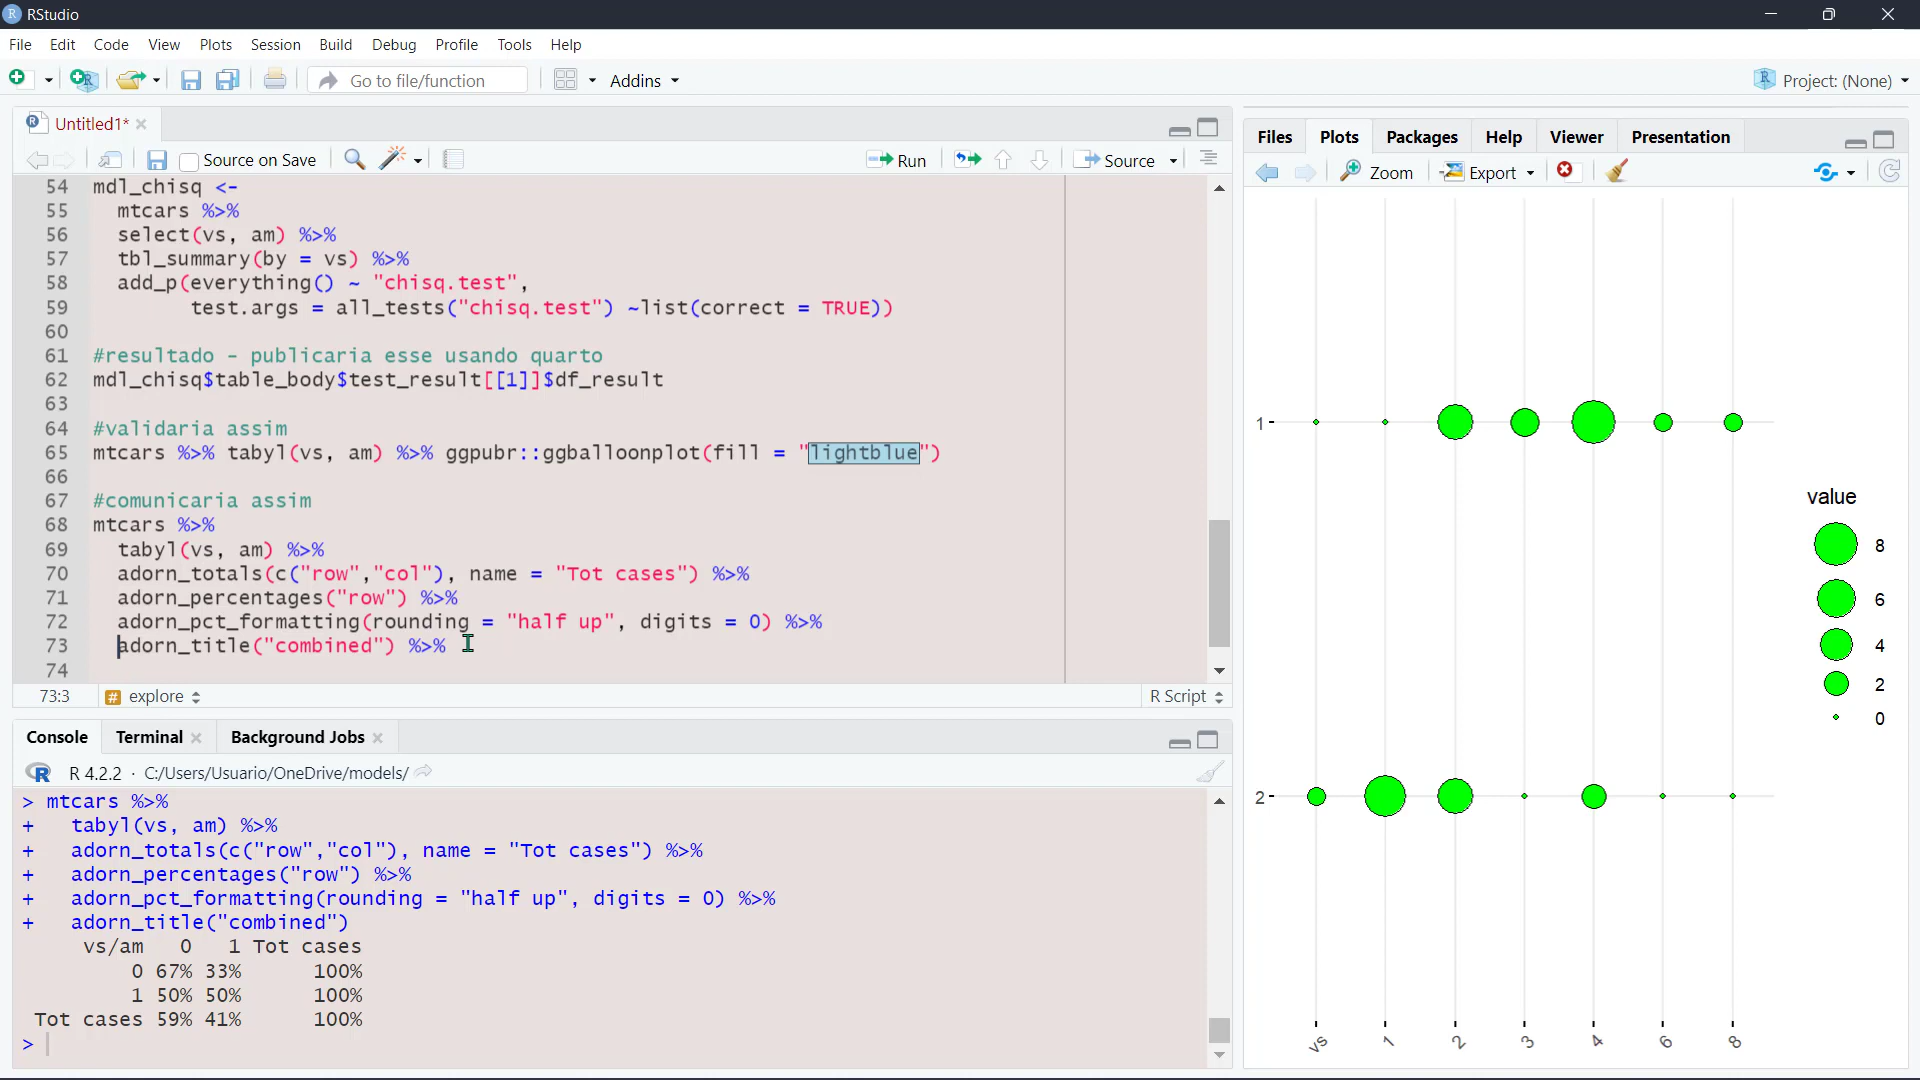 RStudio
File Edit Code View Plots Session Build Debug Profile Tools Help
Go to file/function Addins Project: (None)
Untitled1*
Source on Save Run Source
54 mdl_chisq <-
55 mtcars %>%
56 select(vs, am) %>%
57 tbl_summary(by = vs) %>%
58 add_p(everything() ~ "chisq.test",
59 test.args = all_tests("chisq.test") ~list(correct = TRUE))
60
61 #resultado - publicaria esse usando quarto
62 mdl_chisq$table_body$test_result[[1]]$df_result
63
64 #validaria assim
65 mtcars %>% tabyl(vs, am) %>% ggpubr::ggballoonplot(fill = "lightblue")
66
67 #comunicaria assim
68 mtcars %>%
69 tabyl(vs, am) %>%
70 adorn_totals(c("row","col"), name = "Tot cases") %>%
71 adorn_percentages("row") %>%
72 adorn_pct_formatting(rounding = "half up", digits = 0) %>%
73 adorn_title("combined") %>%
74
73:3 # explore R Script
Console Terminal Background Jobs
R 4.2.2 · C:/Users/Usuario/OneDrive/models/
> mtcars %>%
+ tabyl(vs, am) %>%
+ adorn_totals(c("row","col"), name = "Tot cases") %>%
+ adorn_percentages("row") %>%
+ adorn_pct_formatting(rounding = "half up", digits = 0) %>%
+ adorn_title("combined")
vs/am 0 1 Tot cases
0 67% 33% 100%
1 50% 50% 100%
Tot cases 59% 41% 100%
>
Files Plots Packages Help Viewer Presentation
Zoom Export
1
2
vs 1 2 3 4 6 8
value
8
6
4
2
0